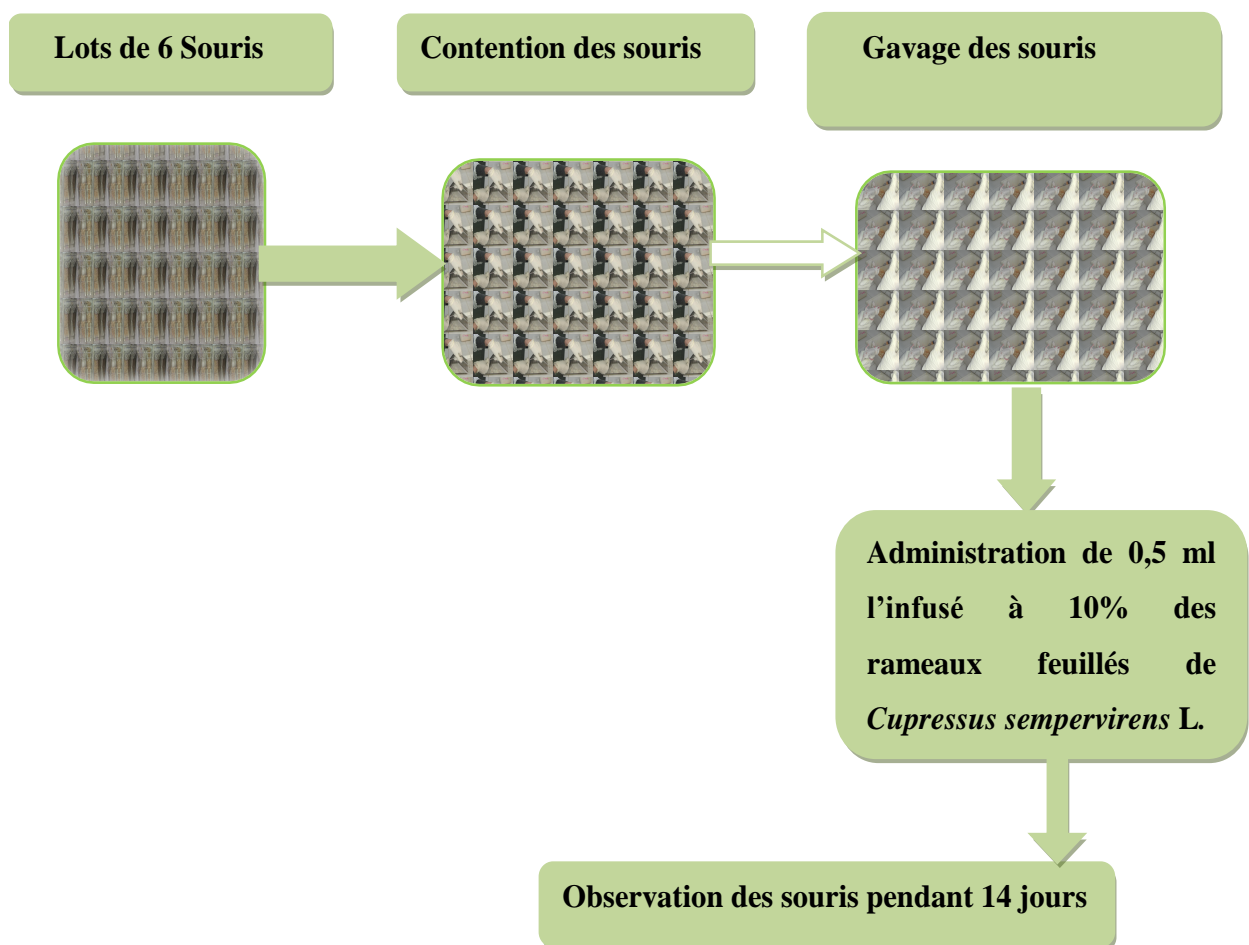 Lots de 6 Souris
Contention des souris
Gavage des souris
Administration de 0,5 ml
l’infusé à 10% des
rameaux feuillés de
Cupressus sempervirens L.
Observation des souris pendant 14 jours